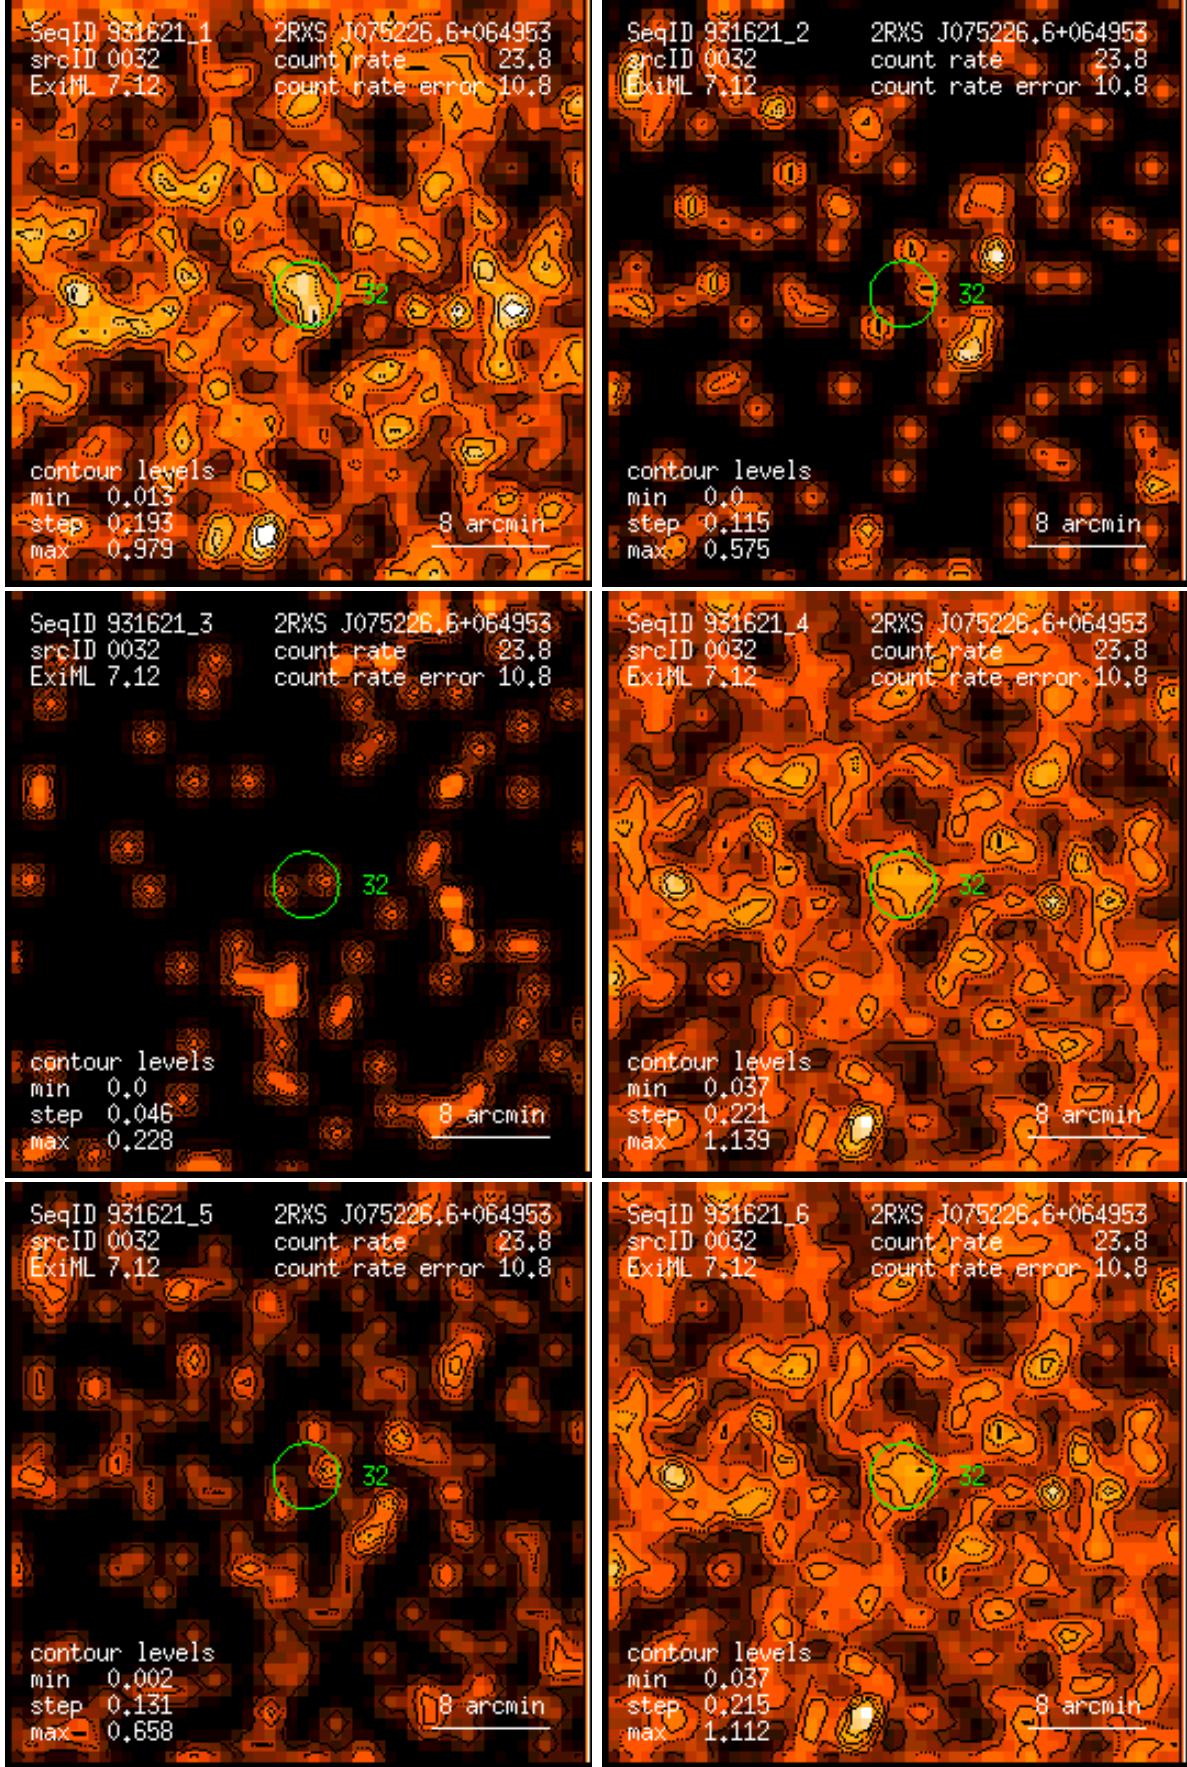 SeqID 931621_1 2RXS J075226.6+064953
srcID 0032 count rate 23.8
ExiML 7.12 count rate error 10.8
32
contour levels
min 0.013
step 0.193
max 0.979
8 arcmin
SeqID 931621_2 2RXS J075226.6+064953
srcID 0032 count rate 23.8
ExiML 7.12 count rate error 10.8
32
contour levels
min 0.0
step 0.115
max 0.575
8 arcmin
SeqID 931621_3 2RXS J075226.6+064953
srcID 0032 count rate 23.8
ExiML 7.12 count rate error 10.8
32
contour levels
min 0.0
step 0.046
max 0.228
8 arcmin
SeqID 931621_4 2RXS J075226.6+064953
srcID 0032 count rate 23.8
ExiML 7.12 count rate error 10.8
32
contour levels
min 0.037
step 0.221
max 1.139
8 arcmin
SeqID 931621_5 2RXS J075226.6+064953
srcID 0032 count rate 23.8
ExiML 7.12 count rate error 10.8
32
contour levels
min 0.002
step 0.131
max 0.658
8 arcmin
SeqID 931621_6 2RXS J075226.6+064953
srcID 0032 count rate 23.8
ExiML 7.12 count rate error 10.8
32
contour levels
min 0.037
step 0.215
max 1.112
8 arcmin